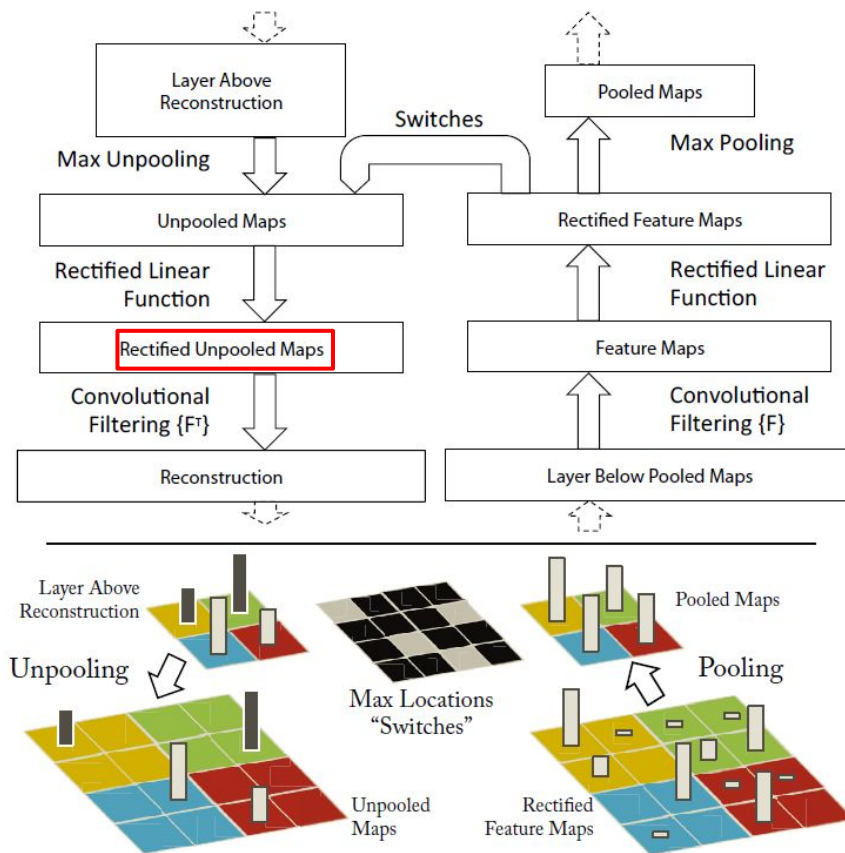 Layer Above
Reconstruction
Pooled Maps
Switches
Max Unpooling
Max Pooling
Unpooled Maps
Rectified Feature Maps
Rectified Linear
Function
Rectified Linear
Function
Rectified Unpooled Maps
Feature Maps
Convolutional
Filtering {Fᵀ}
Convolutional
Filtering {F}
Reconstruction
Layer Below Pooled Maps
Layer Above
Reconstruction
Pooled Maps
Unpooling
Max Locations
“Switches”
Pooling
Unpooled
Maps
Rectified
Feature Maps